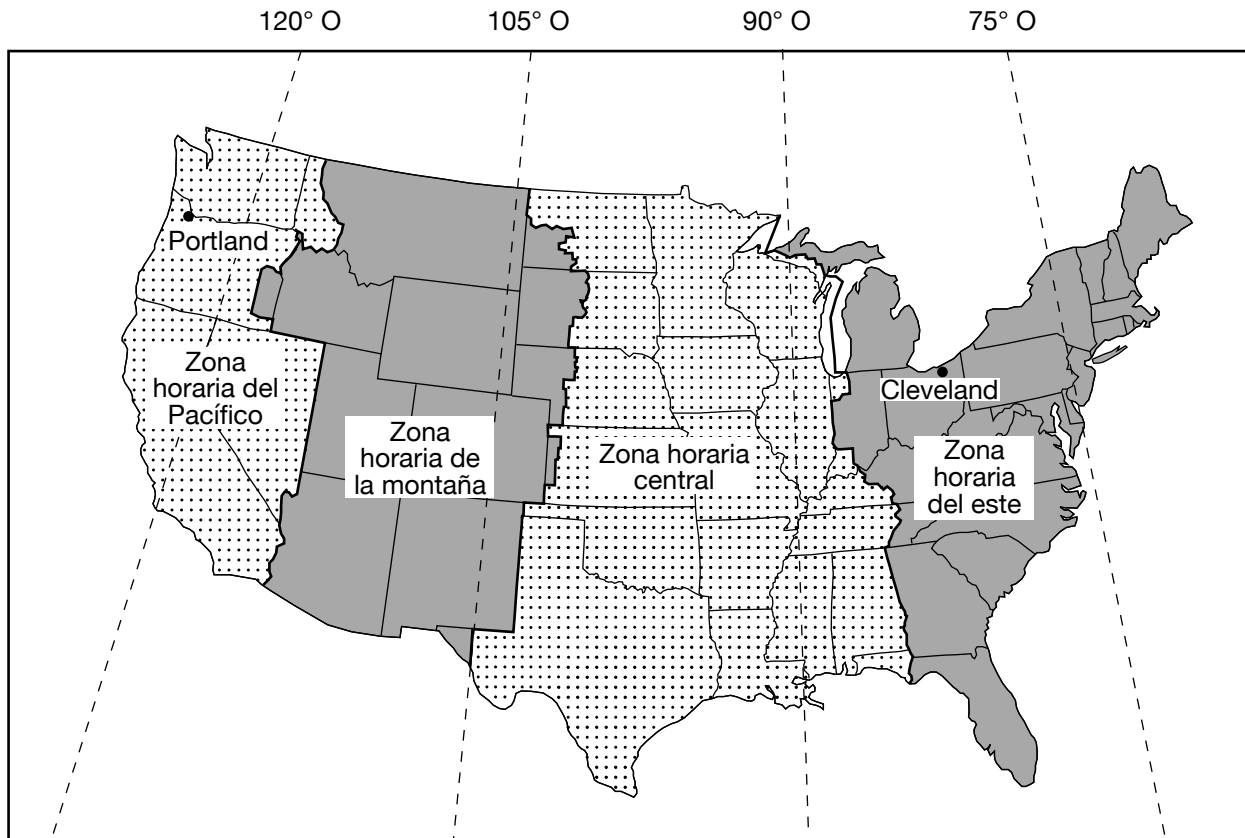 120° O 105° O 90° O 75° O
Portland
Zona
horaria del
Pacífico
Zona
horaria de
la montaña
Zona horaria
central
Cleveland
Zona
horaria
del este